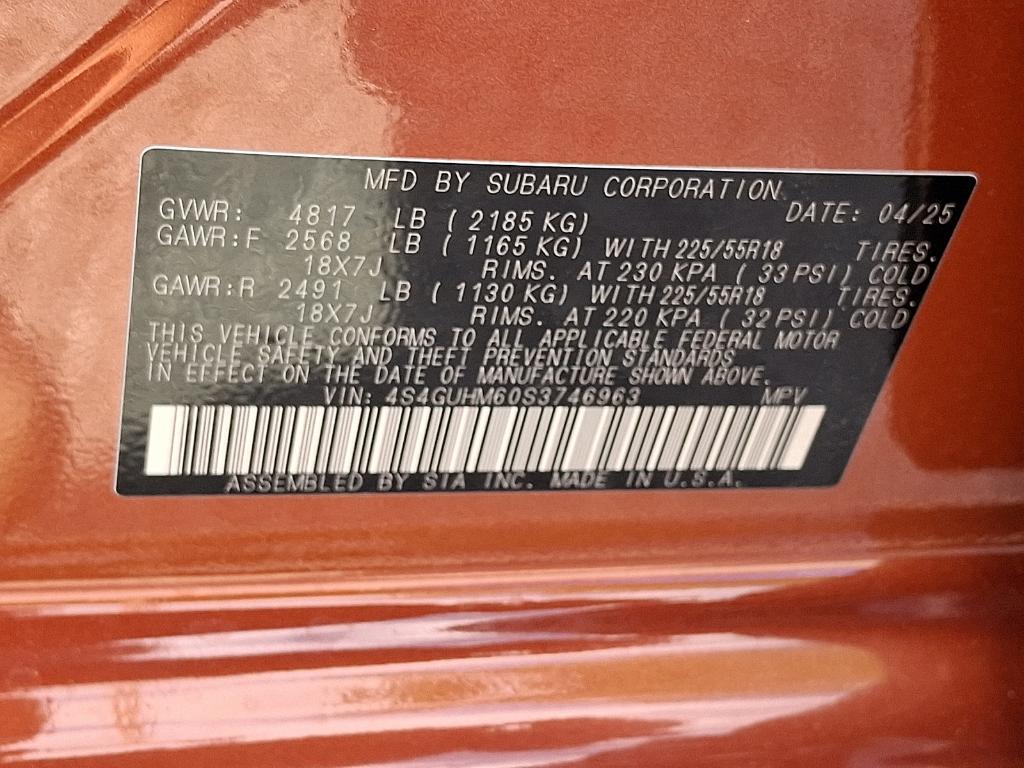 MFD BY SUBARU CORPORATION
DATE: 04/25
GVWR: 4817 LB ( 2185 KG)
GAWR:F 2568 LB ( 1165 KG) WITH 225/55R18 TIRES.
18X7J RIMS. AT 230 KPA ( 33 PSI) COLD
GAWR:R 2491 LB ( 1130 KG) WITH 225/55R18 TIRES.
18X7J RIMS. AT 220 KPA ( 32 PSI) COLD
THIS VEHICLE CONFORMS TO ALL APPLICABLE FEDERAL MOTOR
VEHICLE SAFETY AND THEFT PREVENTION STANDARDS
IN EFFECT ON THE DATE OF MANUFACTURE SHOWN ABOVE.
VIN: 4S4GUHM60S3746963 MPV
ASSEMBLED BY SIA INC. MADE IN U.S.A.